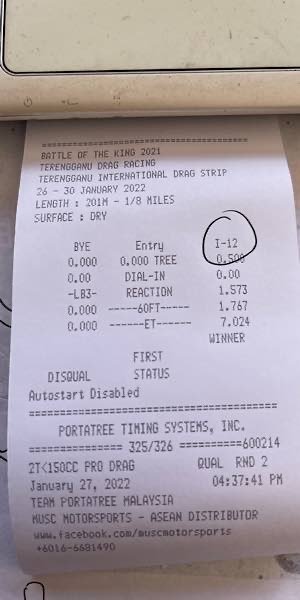 BATTLE OF THE KING 2021
TERENGGANU DRAG RACING
TERENGGANU INTERNATIONAL DRAG STRIP
26 - 30 JANUARY 2022
LENGTH : 201M - 1/8 MILES
SURFACE : DRY
BYE Entry I-12
0.000 0.000 TREE 0.500
0.00 DIAL-IN 0.00
-LB3- REACTION 1.573
0.000 -----60FT----- 1.767
0.000 ------ET------ 7.024
WINNER
FIRST
DISQUAL STATUS
Autostart Disabled
PORTATREE TIMING SYSTEMS, INC.
=============== 325/326 ==========600214
2T<150CC PRO DRAG QUAL RND 2
January 27, 2022 04:37:41 PM
TEAM PORTATREE MALAYSIA
MUSC MOTORSPORTS - ASEAN DISTRIBUTOR
www.facebook.com/muscmotorsports
+6016-6681490